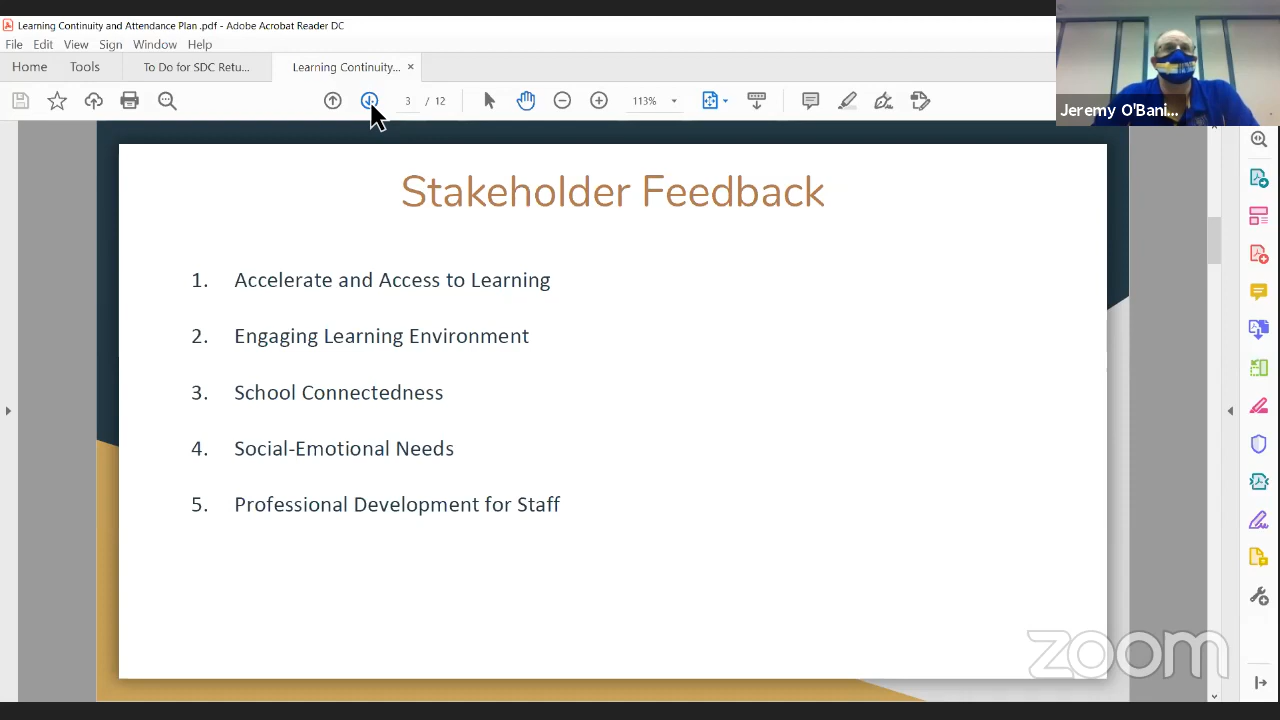 Learning Continuity and Attendance Plan .pdf - Adobe Acrobat Reader DC
File Edit View Sign Window Help
Home Tools To Do for SDC Retu... Learning Continuity... ×
3 / 12 113%
Jeremy O'Bani...
Stakeholder Feedback
1. Accelerate and Access to Learning
2. Engaging Learning Environment
3. School Connectedness
4. Social-Emotional Needs
5. Professional Development for Staff
zoom